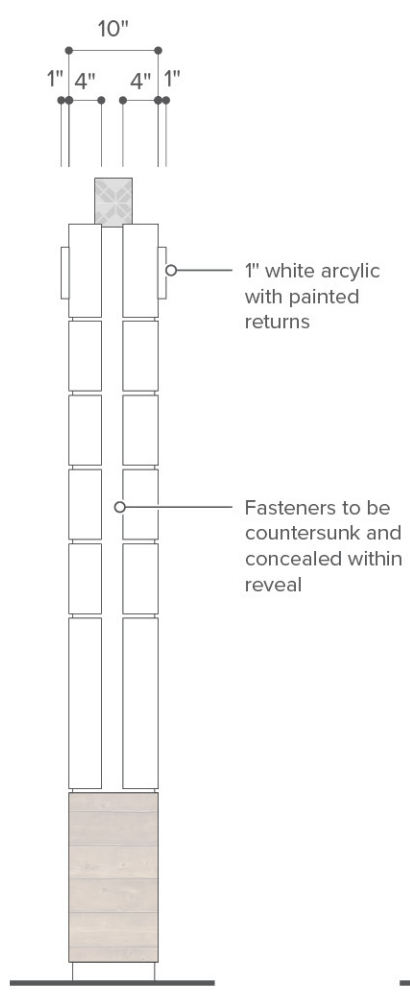 10"
1" 4" 4" 1"
1" white arcylic
with painted
returns
Fasteners to be
countersunk and
concealed within
reveal